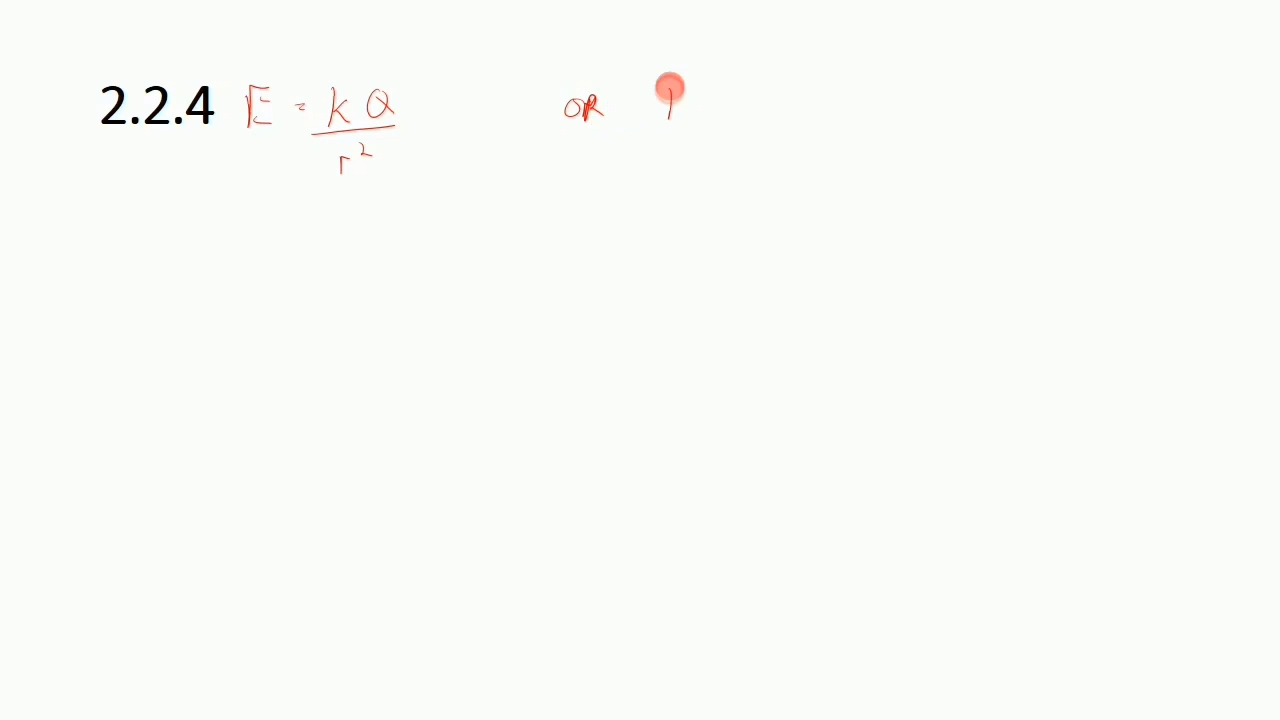 2.2.4 E = kQ OR
r²